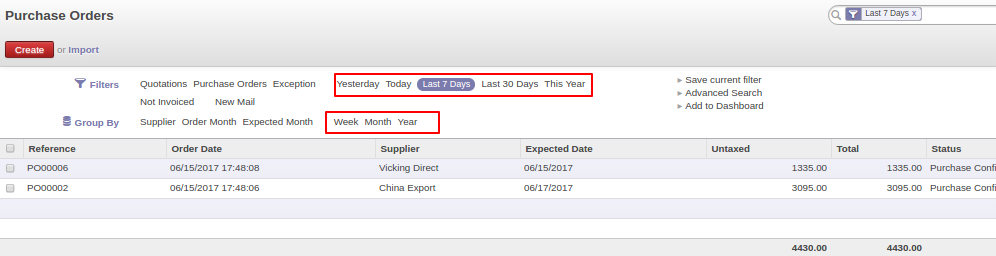 Purchase Orders
Last 7 Days x
Create or Import
Filters Quotations Purchase Orders Exception Yesterday Today Last 7 Days Last 30 Days This Year
Not Invoiced New Mail
Group By Supplier Order Month Expected Month Week Month Year
Save current filter
Advanced Search
Add to Dashboard
Reference Order Date Supplier Expected Date Untaxed Total Status
PO00006 06/15/2017 17:48:08 Vicking Direct 06/15/2017 1335.00 1335.00 Purchase Confi
PO00002 06/15/2017 17:48:06 China Export 06/17/2017 3095.00 3095.00 Purchase Confi
4430.00 4430.00